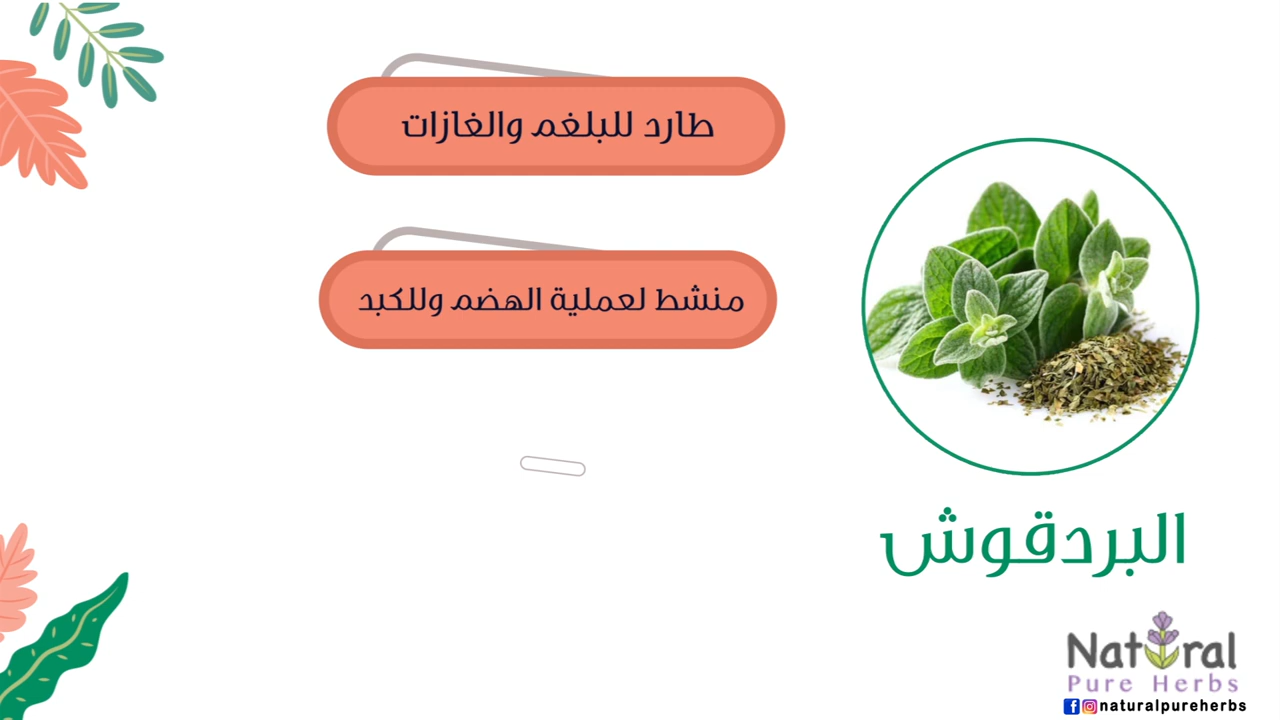 طارد للبلغم والغازات
منشط لعملية الهضم وللكبد
البردقوش
Natural
Pure Herbs
@naturalpureherbs